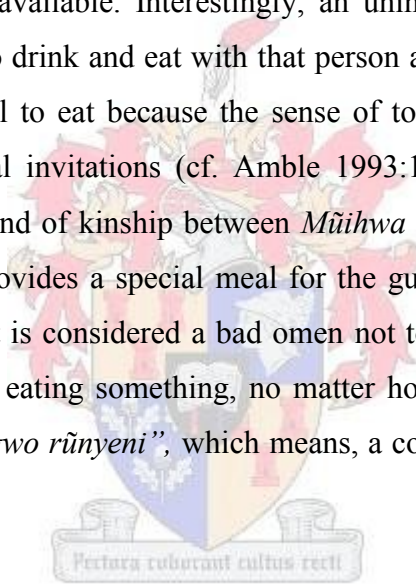 available. Interestingly, an unin
drink and eat with that person a
l to eat because the sense of to
al invitations (cf. Amble 1993:1
nd of kinship between Mũihwa
ovides a special meal for the gu
is considered a bad omen not t
eating something, no matter ho
wo rũnyeni”, which means, a co
Pectora roborant cultus recti